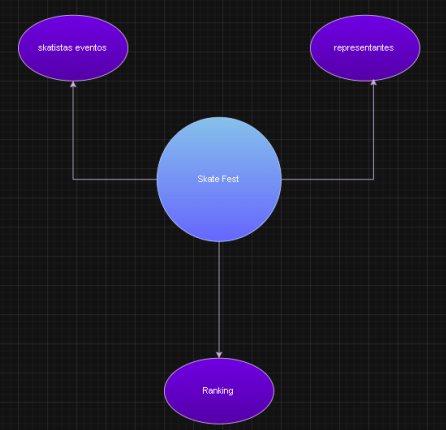 skatistas eventos
representantes
Skate Fest
Ranking